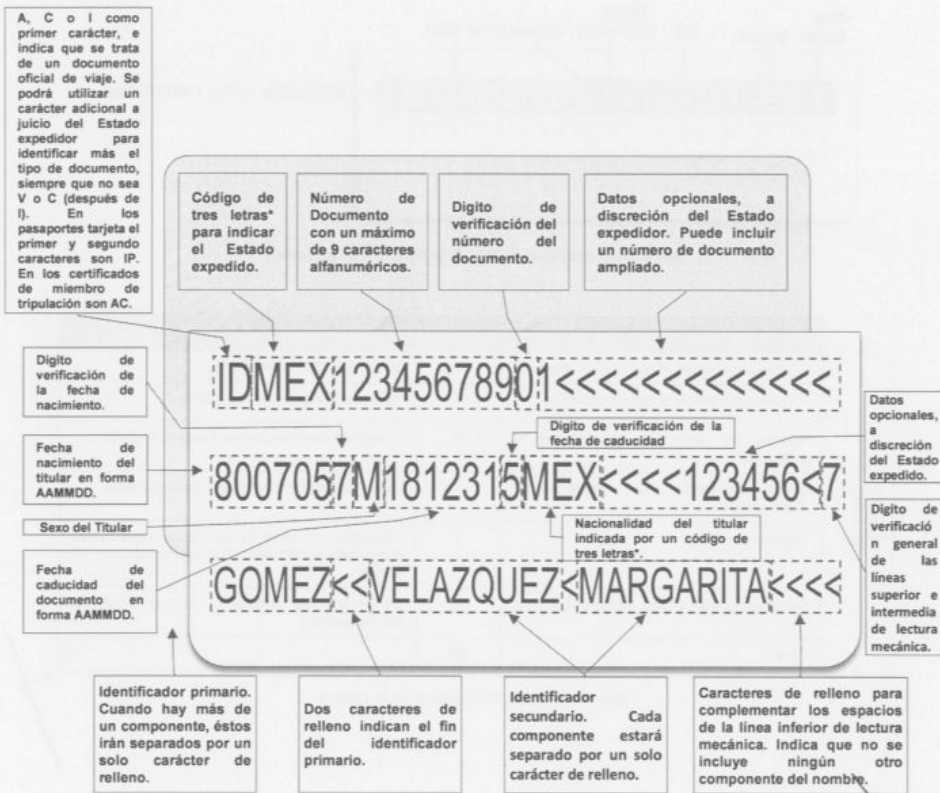 A, C o I como
primer carácter, e
indica que se trata
de un documento
oficial de viaje. Se
podrá utilizar un
carácter adicional a
juicio del Estado
expedidor para
identificar más el
tipo de documento,
siempre que no sea
V o C (después de
I). En los
pasaportes tarjeta el
primer y segundo
caracteres son IP.
En los certificados
de miembro de
tripulación son AC.
Código de
tres letras*
para indicar
el Estado
expedido.
Número de
Documento
con un máximo
de 9 caracteres
alfanuméricos.
Digito de
verificación del
número del
documento.
Datos opcionales, a
discreción del Estado
expedidor. Puede incluir
un número de documento
ampliado.
IDMEX12345678901<<<<<<<<<<<<<<
Digito de
verificación de
la fecha de
nacimiento.
Digito de verificación de la
fecha de caducidad
Datos
opcionales,
a
discreción
del Estado
expedido.
Fecha de
nacimiento del
titular en forma
AAMMDD.
8007057M1812315MEX<<<<123456<7
Sexo del Titular
Nacionalidad del titular
indicada por un código de
tres letras*.
Digito de
verificació
n general
de las
líneas
superior e
intermedia
de lectura
mecánica.
Fecha de
caducidad del
documento en
forma AAMMDD.
GOMEZ<<VELAZQUEZ<MARGARITA<<<<
Identificador primario.
Cuando hay más de
un componente, éstos
irán separados por un
solo carácter de
relleno.
Dos caracteres de
relleno indican el fin
del identificador
primario.
Identificador
secundario. Cada
componente estará
separado por un solo
carácter de relleno.
Caracteres de relleno para
complementar los espacios
de la línea inferior de lectura
mecánica. Indica que no se
incluye ningún otro
componente del nombre.